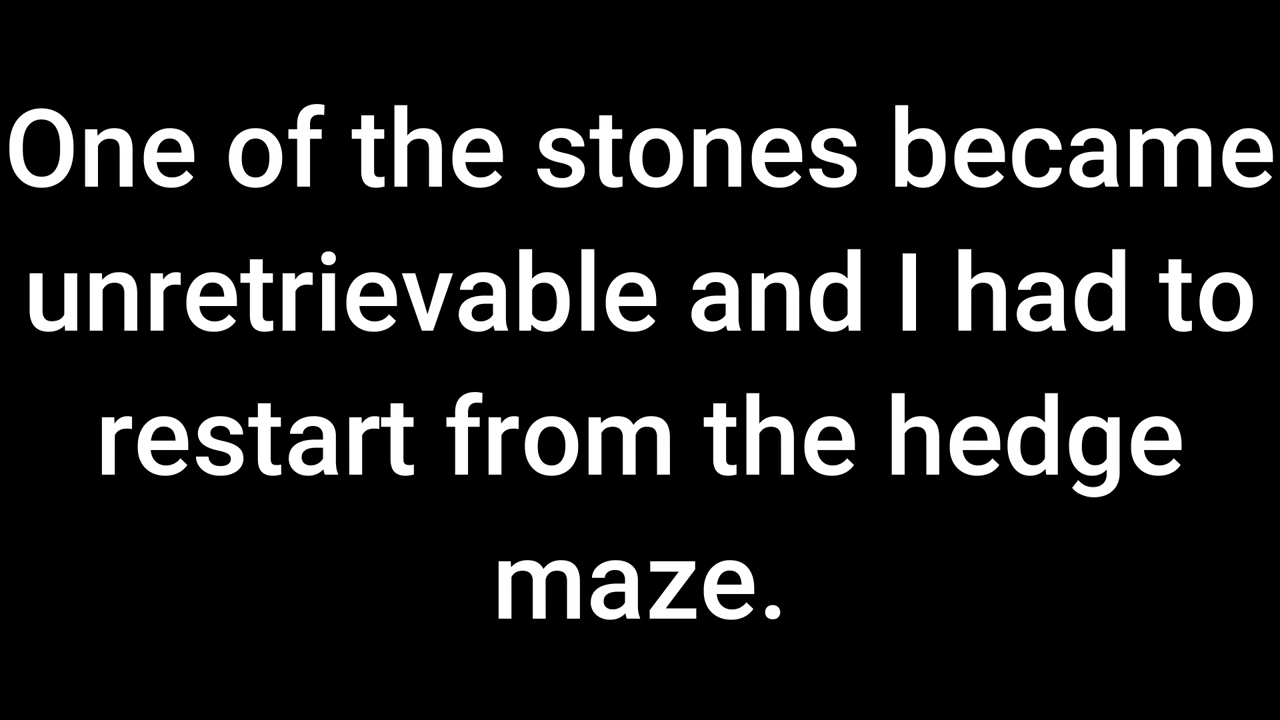 One of the stones became
unretrievable and I had to
restart from the hedge
maze.